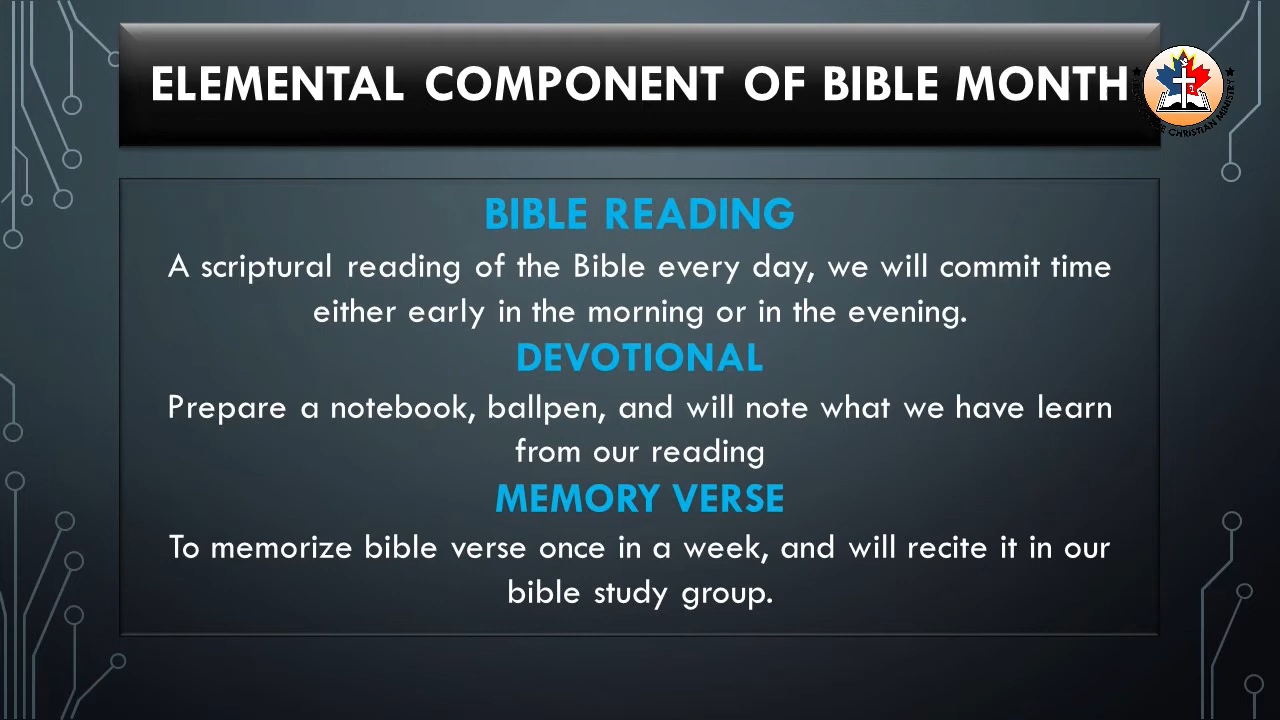 ELEMENTAL COMPONENT OF BIBLE MONTH
CHRISTIAN MINISTRY
BIBLE READING
A scriptural reading of the Bible every day, we will commit time
either early in the morning or in the evening.
DEVOTIONAL
Prepare a notebook, ballpen, and will note what we have learn
from our reading
MEMORY VERSE
To memorize bible verse once in a week, and will recite it in our
bible study group.